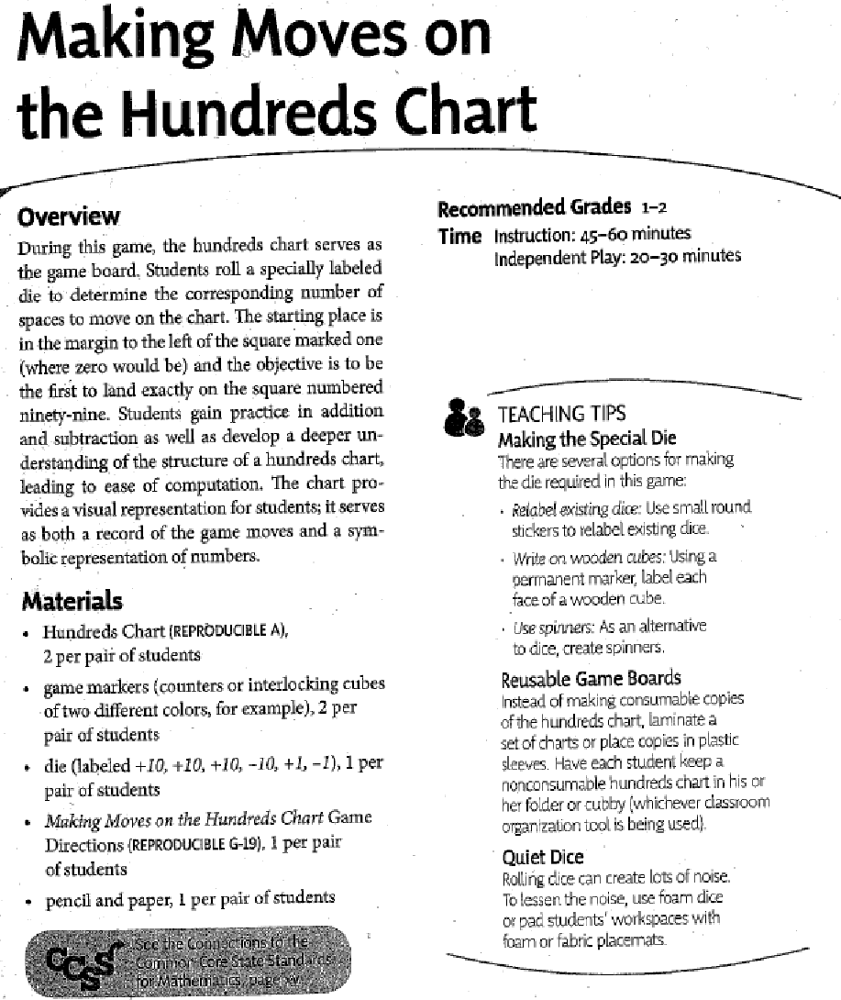 Making Moves on
the Hundreds Chart
Overview
During this game, the hundreds chart serves as
the game board. Students roll a specially labeled
die to determine the corresponding number of
spaces to move on the chart. The starting place is
in the margin to the left of the square marked one
(where zero would be) and the objective is to be
the first to land exactly on the square numbered
ninety-nine. Students gain practice in addition
and subtraction as well as develop a deeper un-
derstanding of the structure of a hundreds chart,
leading to ease of computation. The chart pro-
vides a visual representation for students; it serves
as both a record of the game moves and a sym-
bolic representation of numbers.
Materials
• Hundreds Chart (REPRODUCIBLE A),
2 per pair of students
• game markers (counters or interlocking cubes
of two different colors, for example), 2 per
pair of students
• die (labeled +10, +10, +10, −10, +1, −1), 1 per
pair of students
• Making Moves on the Hundreds Chart Game
Directions (REPRODUCIBLE G-19), 1 per pair
of students
• pencil and paper, 1 per pair of students
CCSS
See the Connections to the
Common Core State Standards
for Mathematics, page xv.
Recommended Grades 1–2
Time Instruction: 45–60 minutes
Independent Play: 20–30 minutes
TEACHING TIPS
Making the Special Die
There are several options for making
the die required in this game:
• Relabel existing dice: Use small round
stickers to relabel existing dice.
• Write on wooden cubes: Using a
permanent marker, label each
face of a wooden cube.
• Use spinners: As an alternative
to dice, create spinners.
Reusable Game Boards
Instead of making consumable copies
of the hundreds chart, laminate a
set of charts or place copies in plastic
sleeves. Have each student keep a
nonconsumable hundreds chart in his or
her folder or cubby (whichever classroom
organization tool is being used).
Quiet Dice
Rolling dice can create lots of noise.
To lessen the noise, use foam dice
or pad students' workspaces with
foam or fabric placemats.